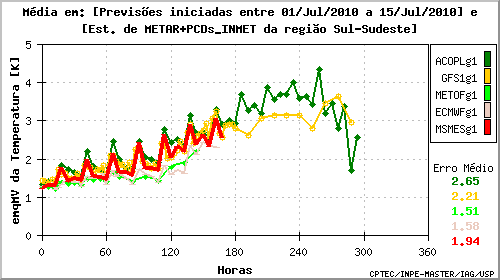 Média em: [Previsões iniciadas entre 01/Jul/2010 a 15/Jul/2010] e
[Est. de METAR+PCDs_INMET da região Sul-Sudeste]
emqMV da Temperatura [K]
5
4
3
2
1
0
0 60 120 180 240 300 360
Horas
ACOPLg1
GFS1g1
METOFg1
ECMWFg1
MSMESg1
Erro Médio
2.65
2.21
1.51
1.58
1.94
CPTEC/INPE-MASTER/IAG/USP